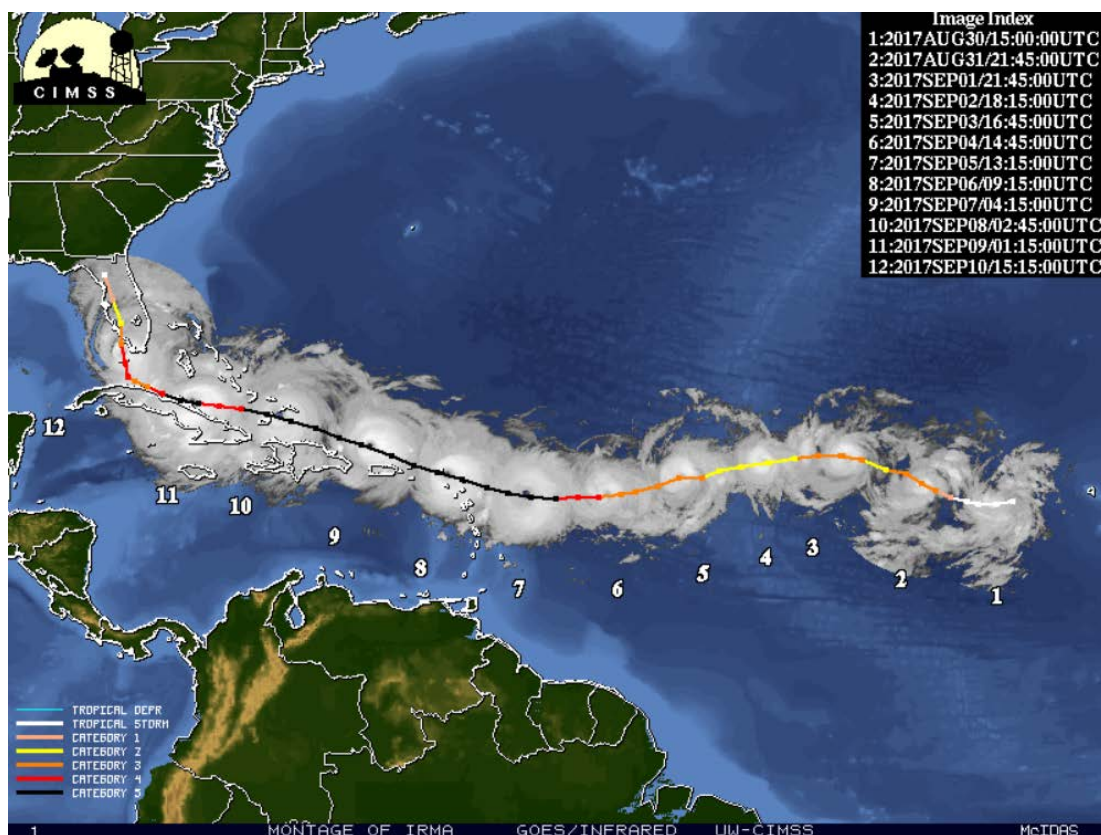 CIMSS
Image Index
1:2017AUG30/15:00:00UTC
2:2017AUG31/21:45:00UTC
3:2017SEP01/21:45:00UTC
4:2017SEP02/18:15:00UTC
5:2017SEP03/16:45:00UTC
6:2017SEP04/14:45:00UTC
7:2017SEP05/13:15:00UTC
8:2017SEP06/09:15:00UTC
9:2017SEP07/04:15:00UTC
10:2017SEP08/02:45:00UTC
11:2017SEP09/01:15:00UTC
12:2017SEP10/15:15:00UTC
12
11
10
9
8
7
6
5
4
3
2
1
TROPICAL DEPR
TROPICAL STORM
CATEGORY 1
CATEGORY 2
CATEGORY 3
CATEGORY 4
CATEGORY 5
1 MONTAGE OF IRMA GOES/INFRARED UW-CIMSS McIDAS